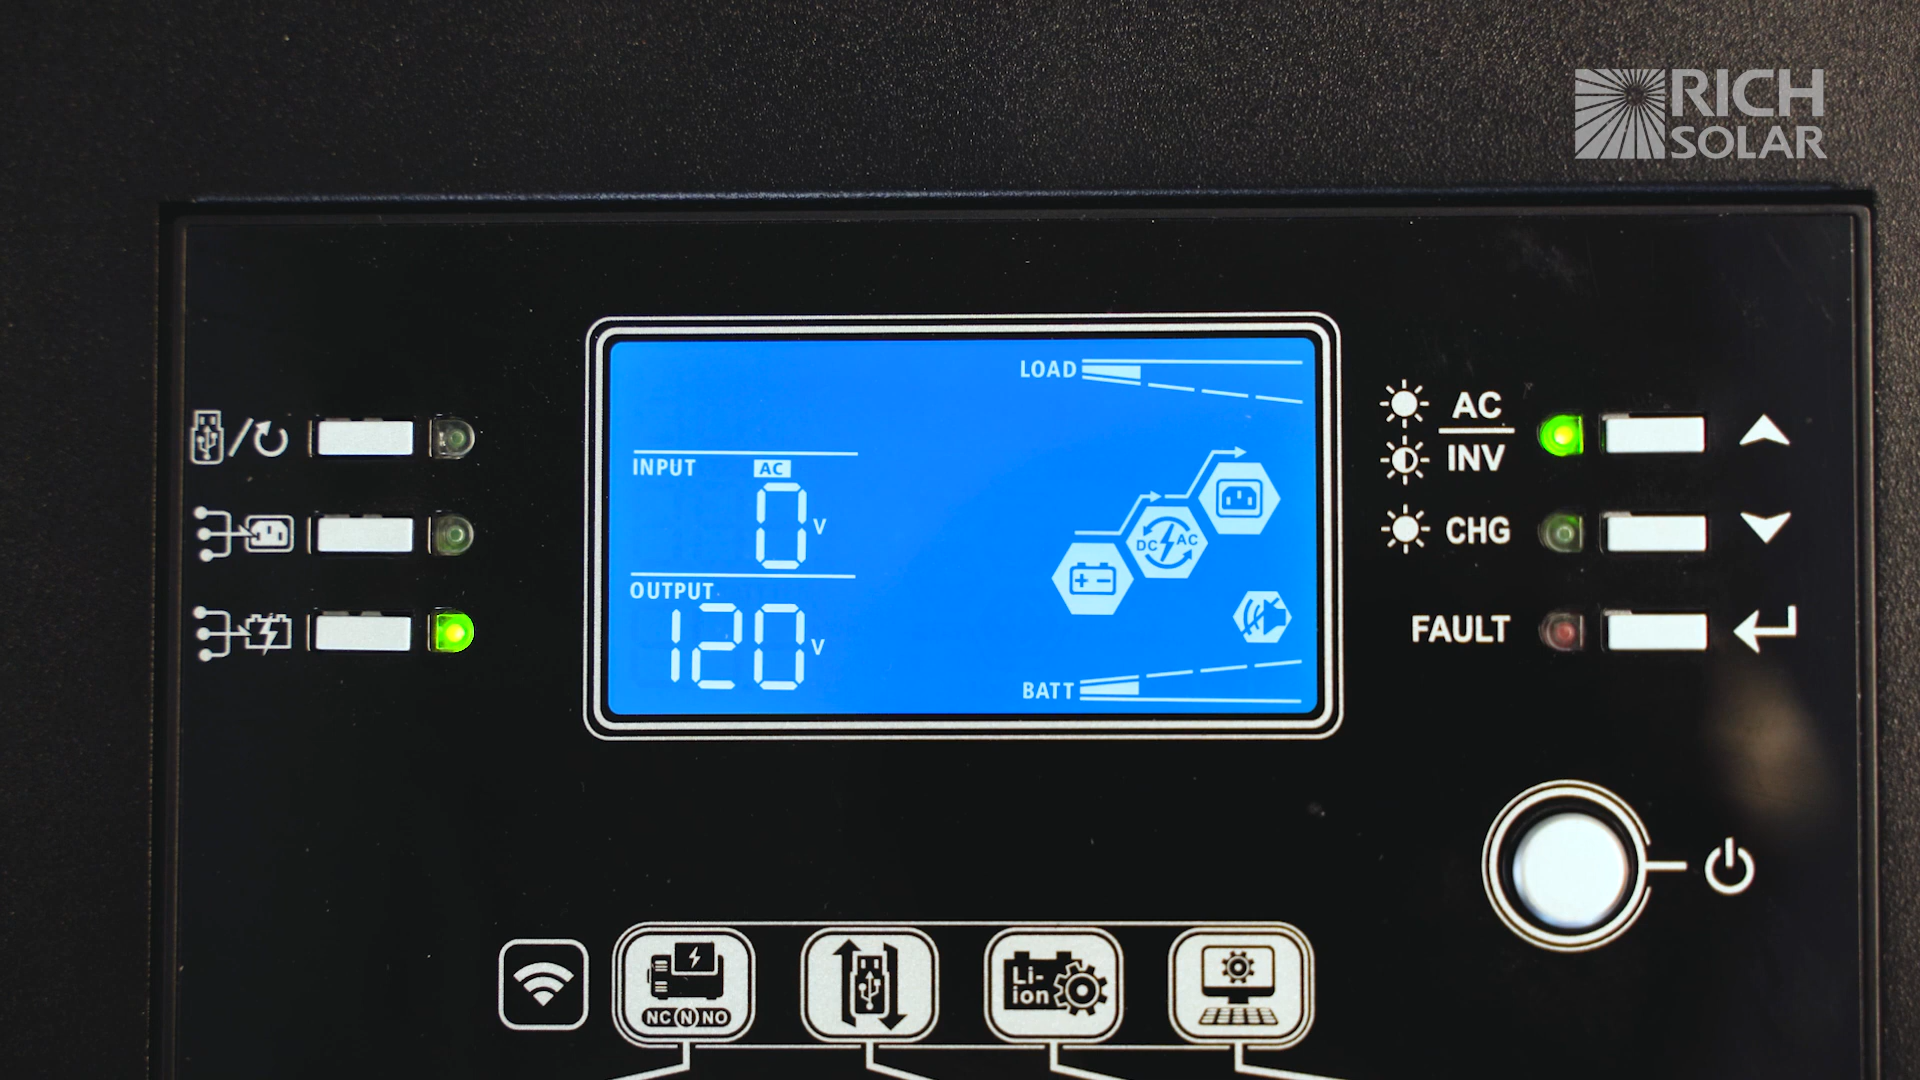 RICH
SOLAR
LOAD
INPUT AC
0 V
OUTPUT
120 V
DC AC
BATT
AC
INV
CHG
FAULT
NC N NO
Li-
ion